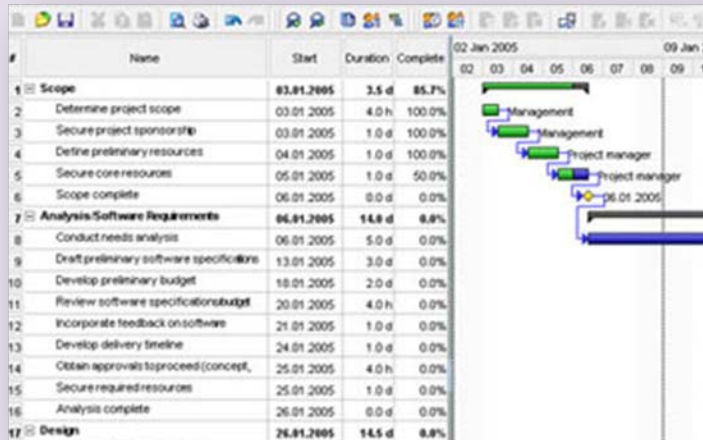 02 Jan 2005 09 Jan
# Name Start Duration Complete 02 03 04 05 06 07 08 09
1 Scope 03.01.2005 3.5 d 85.7%
2 Determine project scope 03.01.2005 4.0 h 100.0% Management
3 Secure project sponsorship 03.01.2005 1.0 d 100.0% Management
4 Define preliminary resources 04.01.2005 1.0 d 100.0% Project manager
5 Secure core resources 05.01.2005 1.0 d 50.0% Project manager
6 Scope complete 06.01.2005 0.0 d 0.0% 06.01.2005
7 Analysis/Software Requirements 06.01.2005 14.0 d 0.0%
8 Conduct needs analysis 06.01.2005 5.0 d 0.0%
9 Draft preliminary software specifications 13.01.2005 3.0 d 0.0%
10 Develop preliminary budget 18.01.2005 2.0 d 0.0%
11 Review software specifications/budget 20.01.2005 4.0 h 0.0%
12 Incorporate feedback on software 21.01.2005 1.0 d 0.0%
13 Develop delivery timeline 24.01.2005 1.0 d 0.0%
14 Obtain approvals to proceed (concept, 25.01.2005 4.0 h 0.0%
15 Secure required resources 25.01.2005 1.0 d 0.0%
16 Analysis complete 26.01.2005 0.0 d 0.0%
17 Design 26.01.2005 14.5 d 0.0%